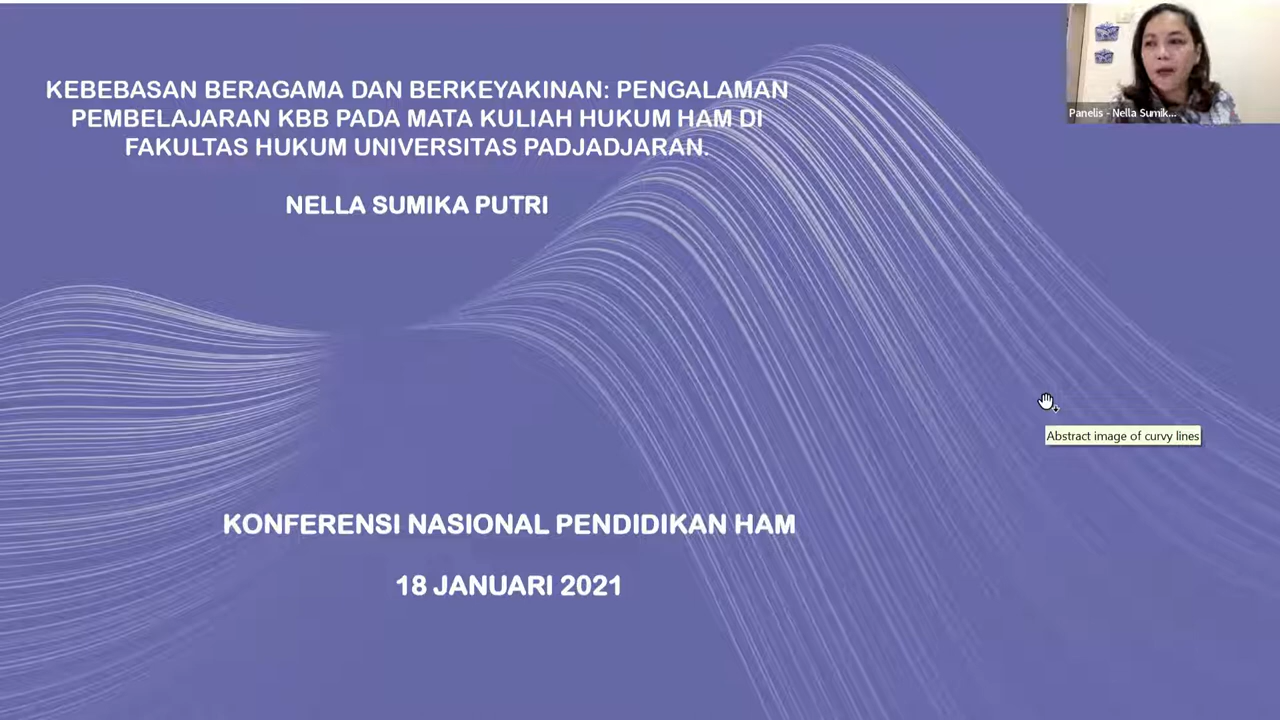 KEBEBASAN BERAGAMA DAN BERKEYAKINAN: PENGALAMAN
PEMBELAJARAN KBB PADA MATA KULIAH HUKUM HAM DI
FAKULTAS HUKUM UNIVERSITAS PADJADJARAN.
NELLA SUMIKA PUTRI
Panelis - Nella Sumik...
Abstract image of curvy lines
KONFERENSI NASIONAL PENDIDIKAN HAM
18 JANUARI 2021